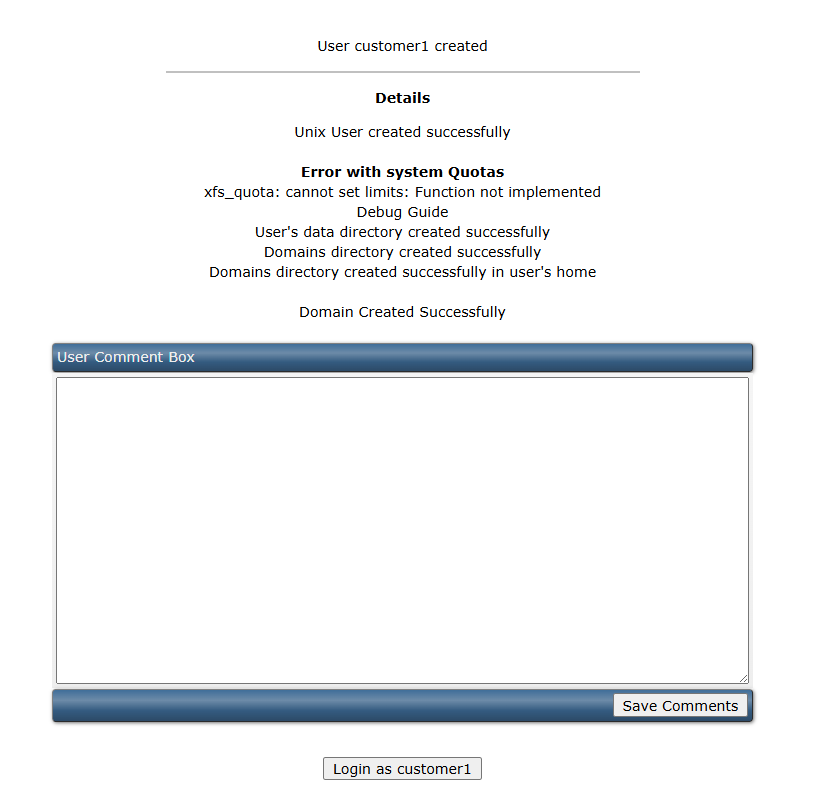 User customer1 created
Details
Unix User created successfully
Error with system Quotas
xfs_quota: cannot set limits: Function not implemented
Debug Guide
User's data directory created successfully
Domains directory created successfully
Domains directory created successfully in user's home
Domain Created Successfully
User Comment Box
Save Comments
Login as customer1